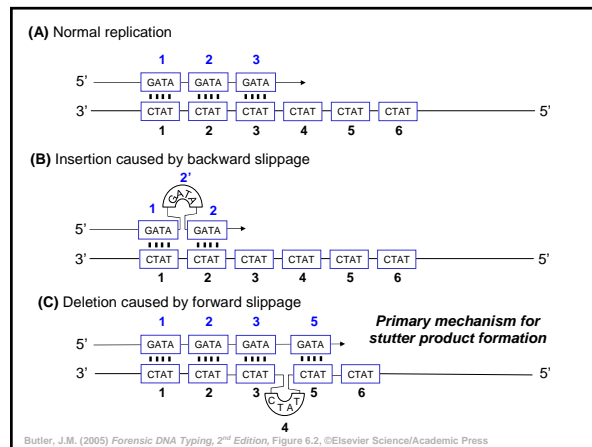 (A) Normal replication
1 2 3
5’ GATA GATA GATA
3’ CTAT CTAT CTAT CTAT CTAT CTAT 5’
1 2 3 4 5 6
(B) Insertion caused by backward slippage
2’
GATA
1 2
5’ GATA GATA
3’ CTAT CTAT CTAT CTAT CTAT CTAT 5’
1 2 3 4 5 6
(C) Deletion caused by forward slippage
1 2 3 5
Primary mechanism for
stutter product formation
5’ GATA GATA GATA GATA
3’ CTAT CTAT CTAT CTAT CTAT 5’
1 2 3 5 6
CTAT
4
Butler, J.M. (2005) Forensic DNA Typing, 2nd Edition, Figure 6.2, ©Elsevier Science/Academic Press